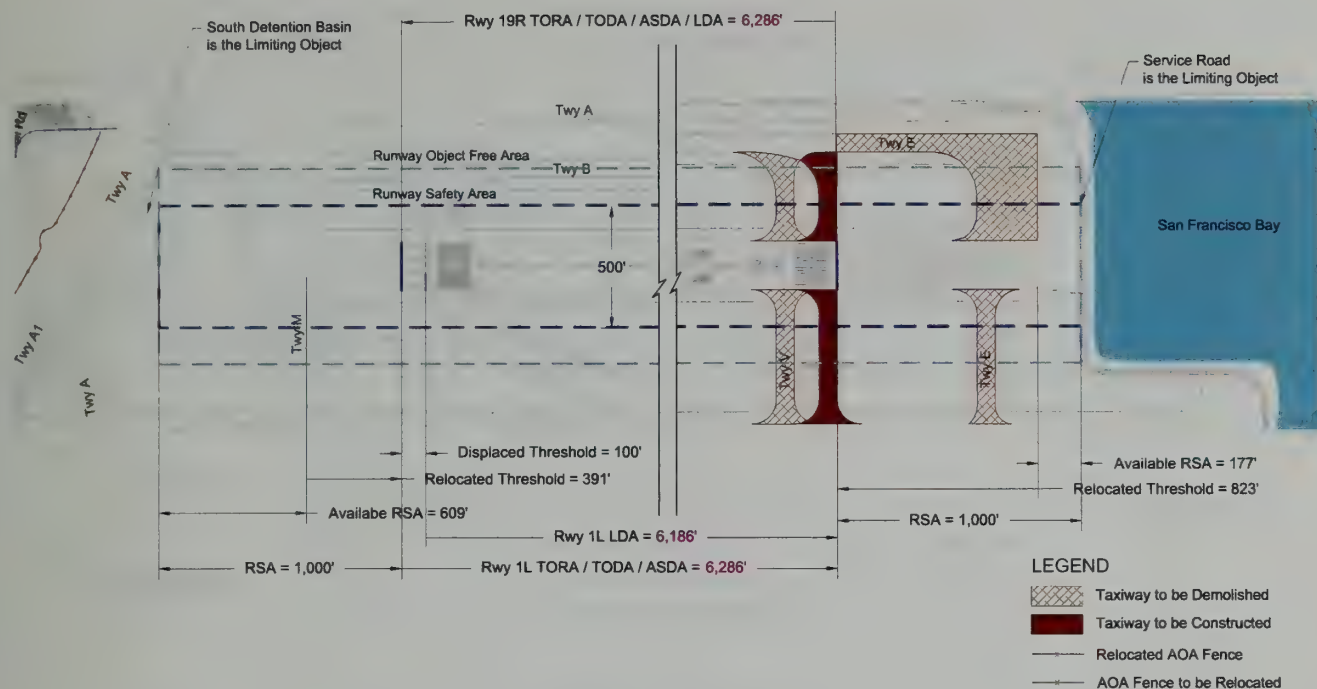 Rwy 19R TORA / TODA / ASDA / LDA = 6,286'
South Detention Basin
is the Limiting Object
Service Road
is the Limiting Object
Rd
Twy A
Twy E
Runway Object Free Area
Twy B
Twy A
Runway Safety Area
San Francisco Bay
500'
Twy M
Twy A1
Twy V
Twy E
Twy A
Displaced Threshold = 100'
Available RSA = 177'
Relocated Threshold = 391'
Relocated Threshold = 823'
Availabe RSA = 609'
RSA = 1,000'
Rwy 1L LDA = 6,186'
RSA = 1,000'
Rwy 1L TORA / TODA / ASDA = 6,286'
LEGEND
Taxiway to be Demolished
Taxiway to be Constructed
Relocated AOA Fence
AOA Fence to be Relocated